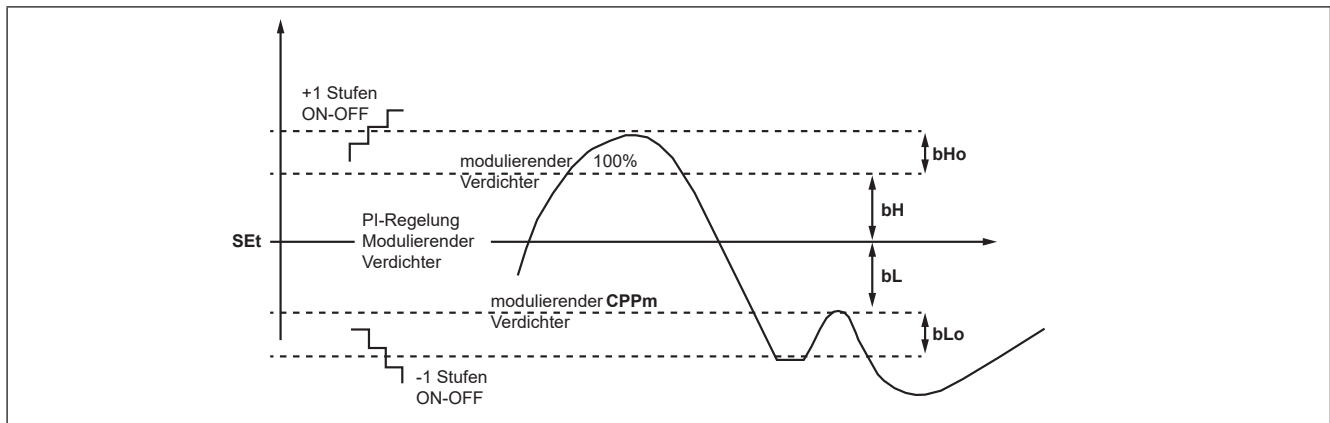 +1 Stufen
ON-OFF
modulierender 100%
Verdichter
bHo
bH
PI-Regelung
Modulierender
Verdichter
SEt
bL
modulierender CPPm
Verdichter
bLo
-1 Stufen
ON-OFF